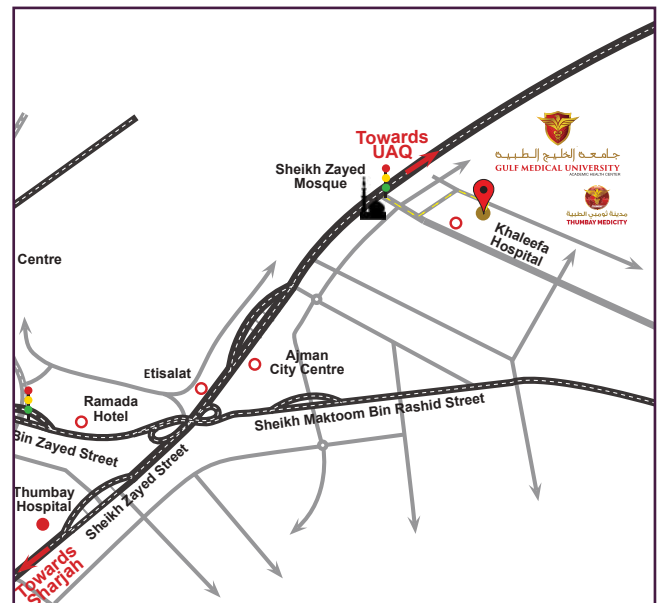 Towards
UAQ
Sheikh Zayed
Mosque
جامعة الخليج الطبية
GULF MEDICAL UNIVERSITY
ACADEMIC HEALTH CENTER
مدينة ثومبي الطبية
THUMBAY MEDICITY
Khaleefa
Hospital
Centre
Etisalat
Ajman
City Centre
Ramada
Hotel
Sheikh Maktoom Bin Rashid Street
Bin Zayed Street
Sheikh Zayed Street
Thumbay
Hospital
Towards
Sharjah